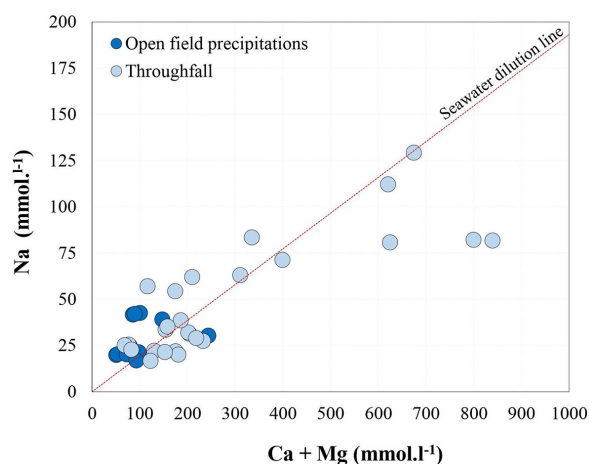 200
Open field precipitations
Throughfall
Seawater dilution line
175
150
125
100
75
50
25
0
Na (mmol.l-1)
0 100 200 300 400 500 600 700 800 900 1000
Ca + Mg (mmol.l-1)